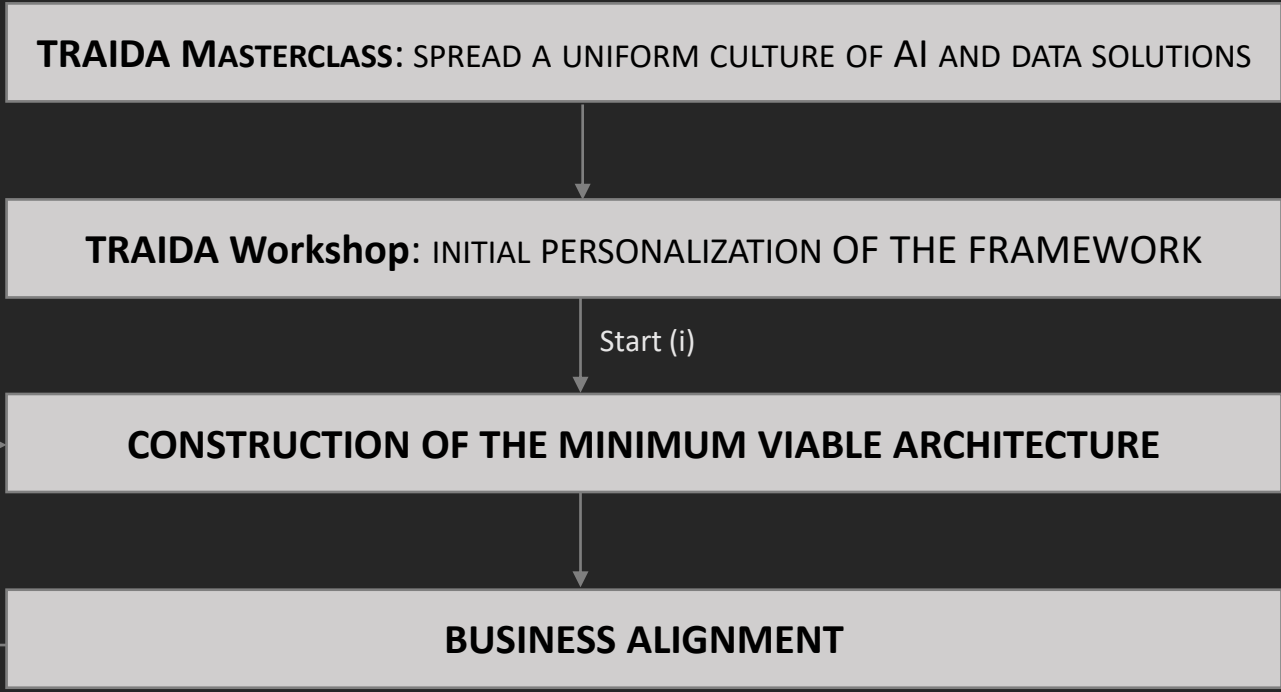 TRAIDA MASTERCLASS: SPREAD A UNIFORM CULTURE OF AI AND DATA SOLUTIONS
TRAIDA Workshop: INITIAL PERSONALIZATION OF THE FRAMEWORK
Start (i)
CONSTRUCTION OF THE MINIMUM VIABLE ARCHITECTURE
BUSINESS ALIGNMENT